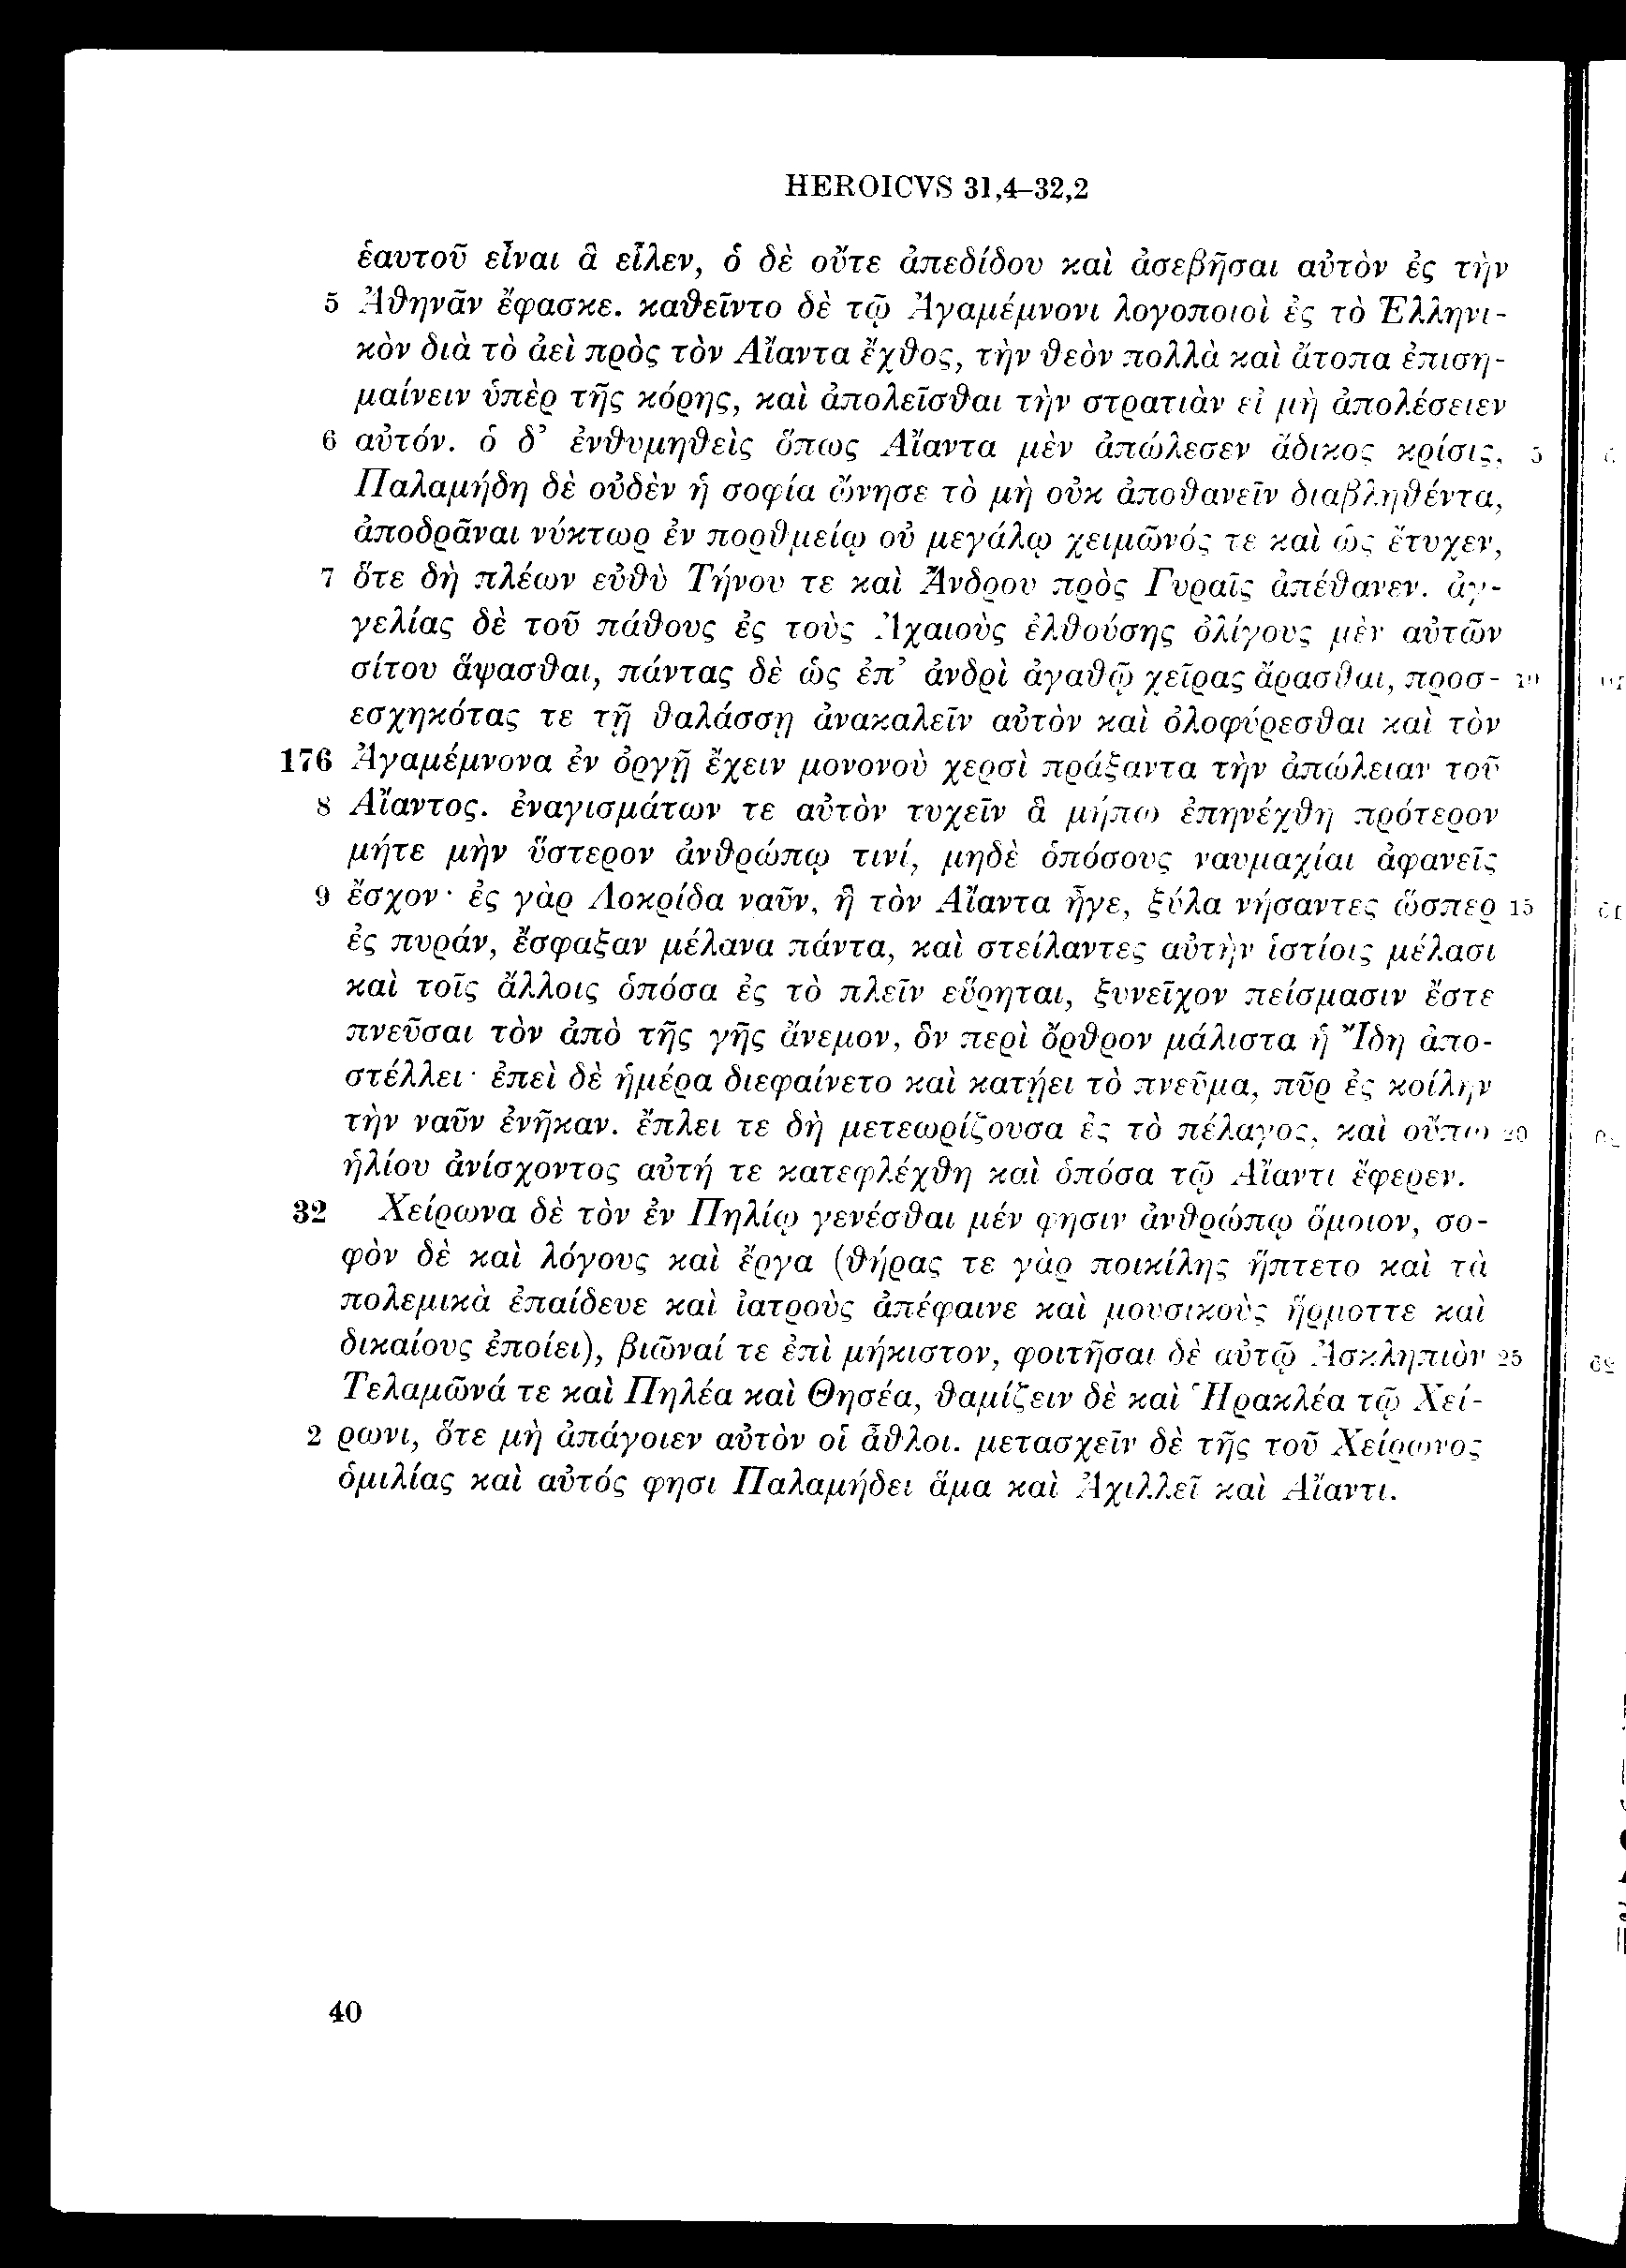 HEROICVS 31,4–32,2
ἑαυτοῦ εἶναι ἃ εἷλεν, ὁ δὲ οὔτε ἀπεδίδου καὶ ἀσεβῆσαι αὐτὸν ἐς τὴν
5 Ἀθηνᾶν ἔφασκε. καθεῖντο δὲ τῷ Ἀγαμέμνονι λογοποιοὶ ἐς τὸ Ἑλληνι-
κὸν διὰ τὸ ἀεὶ πρὸς τὸν Αἴαντα ἔχθος, τὴν θεὸν πολλὰ καὶ ἄτοπα ἐπιση-
μαίνειν ὑπὲρ τῆς κόρης, καὶ ἀπολεῖσθαι τὴν στρατιὰν εἰ μὴ ἀπολέσειεν
6 αὐτόν. ὁ δ’ ἐνθυμηθεὶς ὅπως Αἴαντα μὲν ἀπώλεσεν ἄδικος κρίσις, 5
Παλαμήδη δὲ οὐδὲν ἡ σοφία ὤνησε τὸ μὴ οὐκ ἀποθανεῖν διαβληθέντα,
ἀποδρᾶναι νύκτωρ ἐν πορθμείῳ οὐ μεγάλῳ χειμῶνός τε καὶ ὡς ἔτυχεν,
7 ὅτε δὴ πλέων εὐθὺ Τήνου τε καὶ Ἄνδρου πρὸς Γυραῖς ἀπέθανεν. ἀγ-
γελίας δὲ τοῦ πάθους ἐς τοὺς Ἀχαιοὺς ἐλθούσης ὀλίγους μὲν αὐτῶν
σίτου ἅψασθαι, πάντας δὲ ὡς ἐπ’ ἀνδρὶ ἀγαθῷ χεῖρας ἄρασθαι, προσ- 10
εσχηκότας τε τῇ θαλάσσῃ ἀνακαλεῖν αὐτὸν καὶ ὀλοφύρεσθαι καὶ τὸν
176 Ἀγαμέμνονα ἐν ὀργῇ ἔχειν μονονοὺ χερσὶ πράξαντα τὴν ἀπώλειαν τοῦ
8 Αἴαντος. ἐναγισμάτων τε αὐτὸν τυχεῖν ἃ μήπω ἐπηνέχθη πρότερον
μήτε μὴν ὕστερον ἀνθρώπῳ τινί, μηδὲ ὁπόσους ναυμαχίαι ἀφανεῖς
9 ἔσχον· ἐς γὰρ Λοκρίδα ναῦν, ἣ τὸν Αἴαντα ἦγε, ξύλα νήσαντες ὥσπερ 15
ἐς πυράν, ἔσφαξαν μέλανα πάντα, καὶ στείλαντες αὐτὴν ἱστίοις μέλασι
καὶ τοῖς ἄλλοις ὁπόσα ἐς τὸ πλεῖν εὕρηται, ξυνεῖχον πείσμασιν ἔστε
πνεῦσαι τὸν ἀπὸ τῆς γῆς ἄνεμον, ὃν περὶ ὄρθρον μάλιστα ἡ Ἴδη ἀπο-
στέλλει· ἐπεὶ δὲ ἡμέρα διεφαίνετο καὶ κατῄει τὸ πνεῦμα, πῦρ ἐς κοίλην
τὴν ναῦν ἐνῆκαν. ἔπλει τε δὴ μετεωρίζουσα ἐς τὸ πέλαγος, καὶ οὔπω 20
ἡλίου ἀνίσχοντος αὐτή τε κατεφλέχθη καὶ ὁπόσα τῷ Αἴαντι ἔφερεν.
32 Χείρωνα δὲ τὸν ἐν Πηλίῳ γενέσθαι μέν φησιν ἀνθρώπῳ ὅμοιον, σο-
φὸν δὲ καὶ λόγους καὶ ἔργα (θήρας τε γὰρ ποικίλης ἥπτετο καὶ τὰ
πολεμικὰ ἐπαίδευε καὶ ἰατροὺς ἀπέφαινε καὶ μουσικοὺς ἥρμοττε καὶ
δικαίους ἐποίει), βιῶναί τε ἐπὶ μήκιστον, φοιτῆσαι δὲ αὐτῷ Ἀσκληπιὸν 25
Τελαμῶνά τε καὶ Πηλέα καὶ Θησέα, θαμίζειν δὲ καὶ Ἡρακλέα τῷ Χεί-
2 ρωνι, ὅτε μὴ ἀπάγοιεν αὐτὸν οἱ ἆθλοι. μετασχεῖν δὲ τῆς τοῦ Χείρωνος
ὁμιλίας καὶ αὐτός φησι Παλαμήδει ἅμα καὶ Ἀχιλλεῖ καὶ Αἴαντι.
40